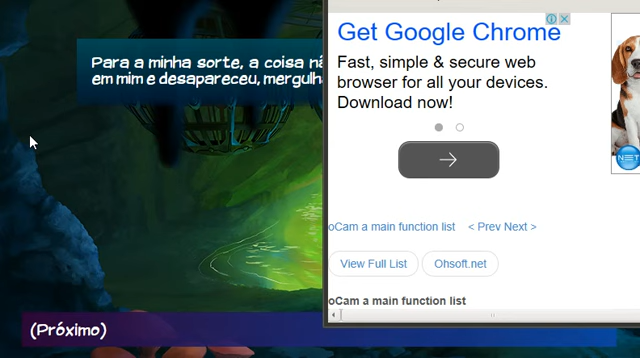 Para a minha sorte, a coisa
em mim e desapareceu,
(Próximo)
Get Google Chrome
Fast, simple & secure web
browser for all your devices.
Download now!
oCam a main function list < Prev Next >
View Full List Ohsoft.net
oCam a main function list
NET